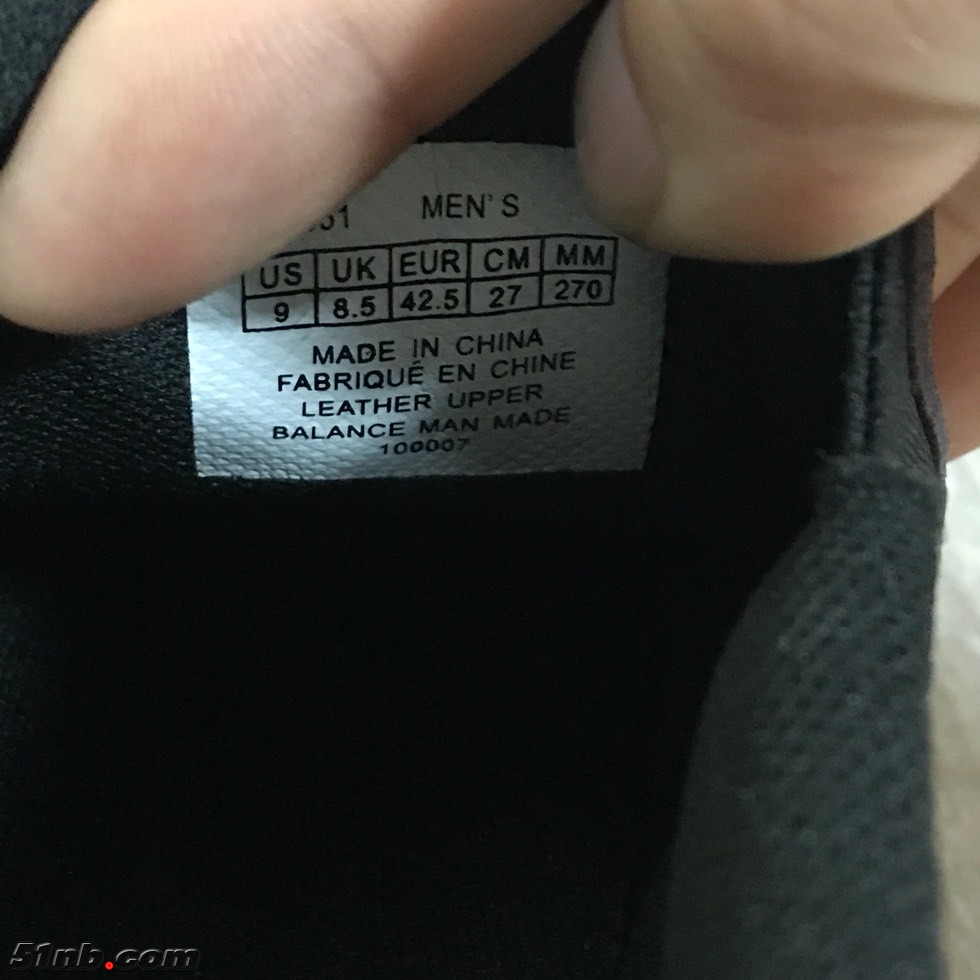 51 MEN'S
US UK EUR CM MM
9 8.5 42.5 27 270
MADE IN CHINA
FABRIQUÉ EN CHINE
LEATHER UPPER
BALANCE MAN MADE
100007
51nb.com